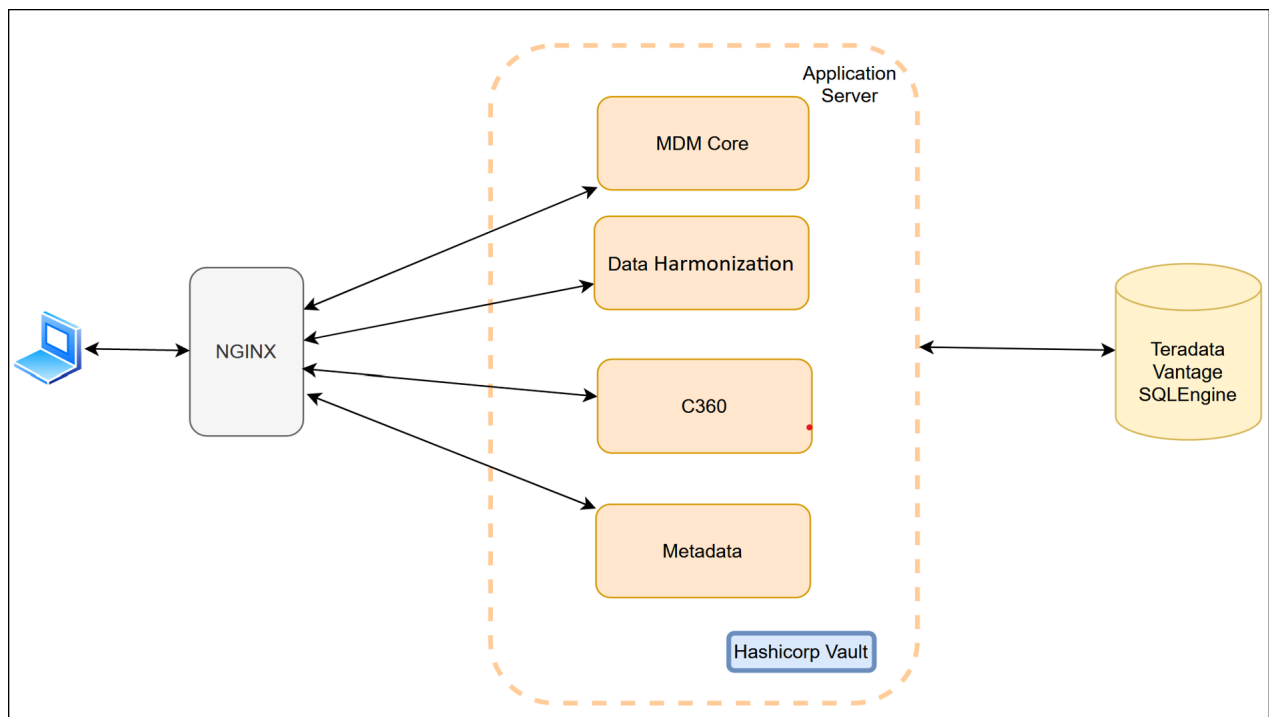 Application
Server
MDM Core
Data Harmonization
NGINX
C360
Teradata
Vantage
SQLEngine
Metadata
Hashicorp Vault